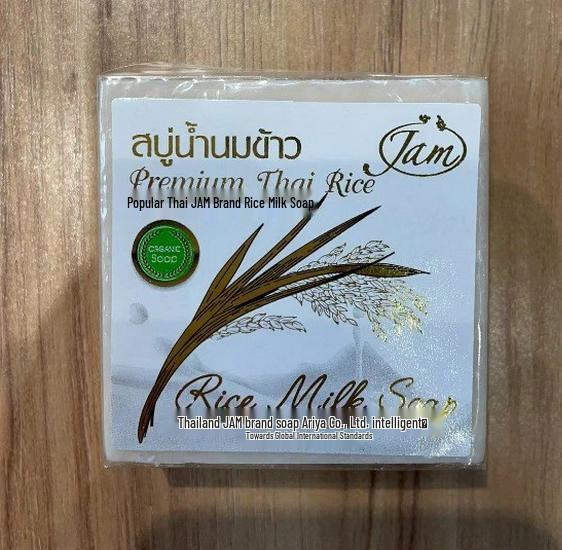 สบู่น้ำนมข้าว
Jam
Premium Thai Rice
Popular Thai JAM Brand Rice Milk Soap
ORGANIC
Soap
Rice Milk Soap
Thailand JAM brand soap Ariya Co., Ltd. intelligent
Towards Global International Standards